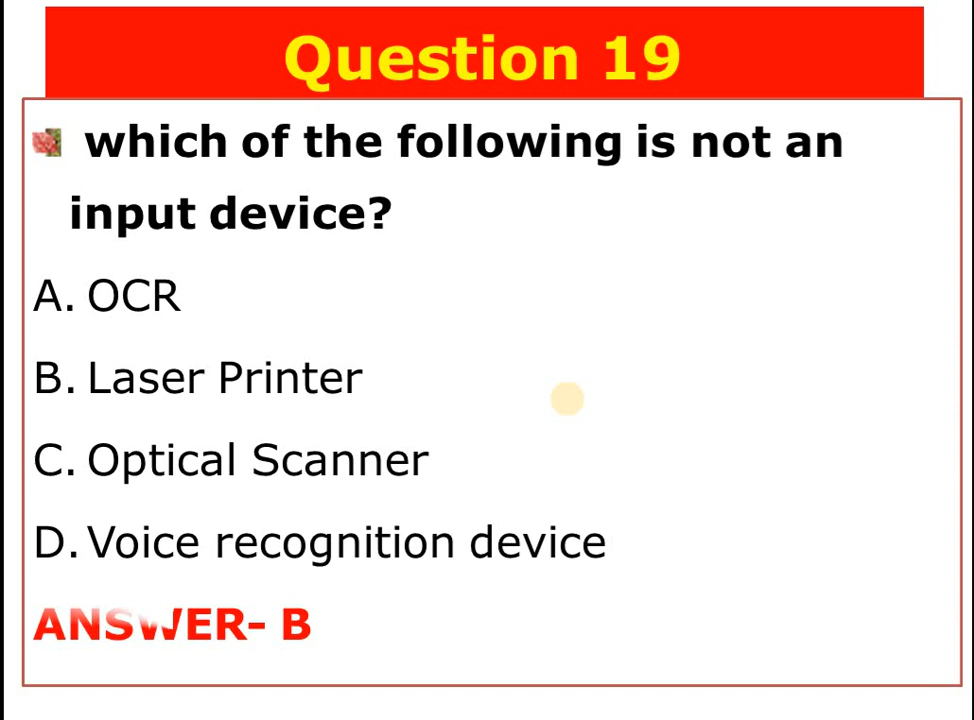 Question 19
which of the following is not an
input device?
A. OCR
B. Laser Printer
C. Optical Scanner
D. Voice recognition device
ANSWER- B